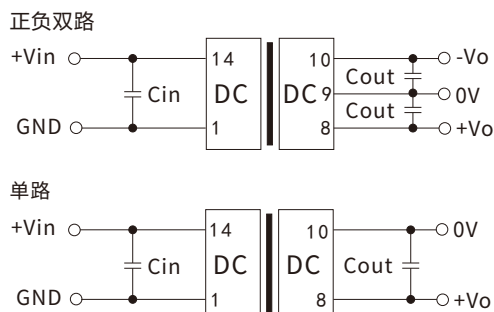 正负双路
+Vin 14 10 -Vo
Cin DC DC 9 Cout 0V
Cout
GND 1 8 +Vo
单路
+Vin 14 10 0V
Cin DC DC Cout
GND 1 8 +Vo